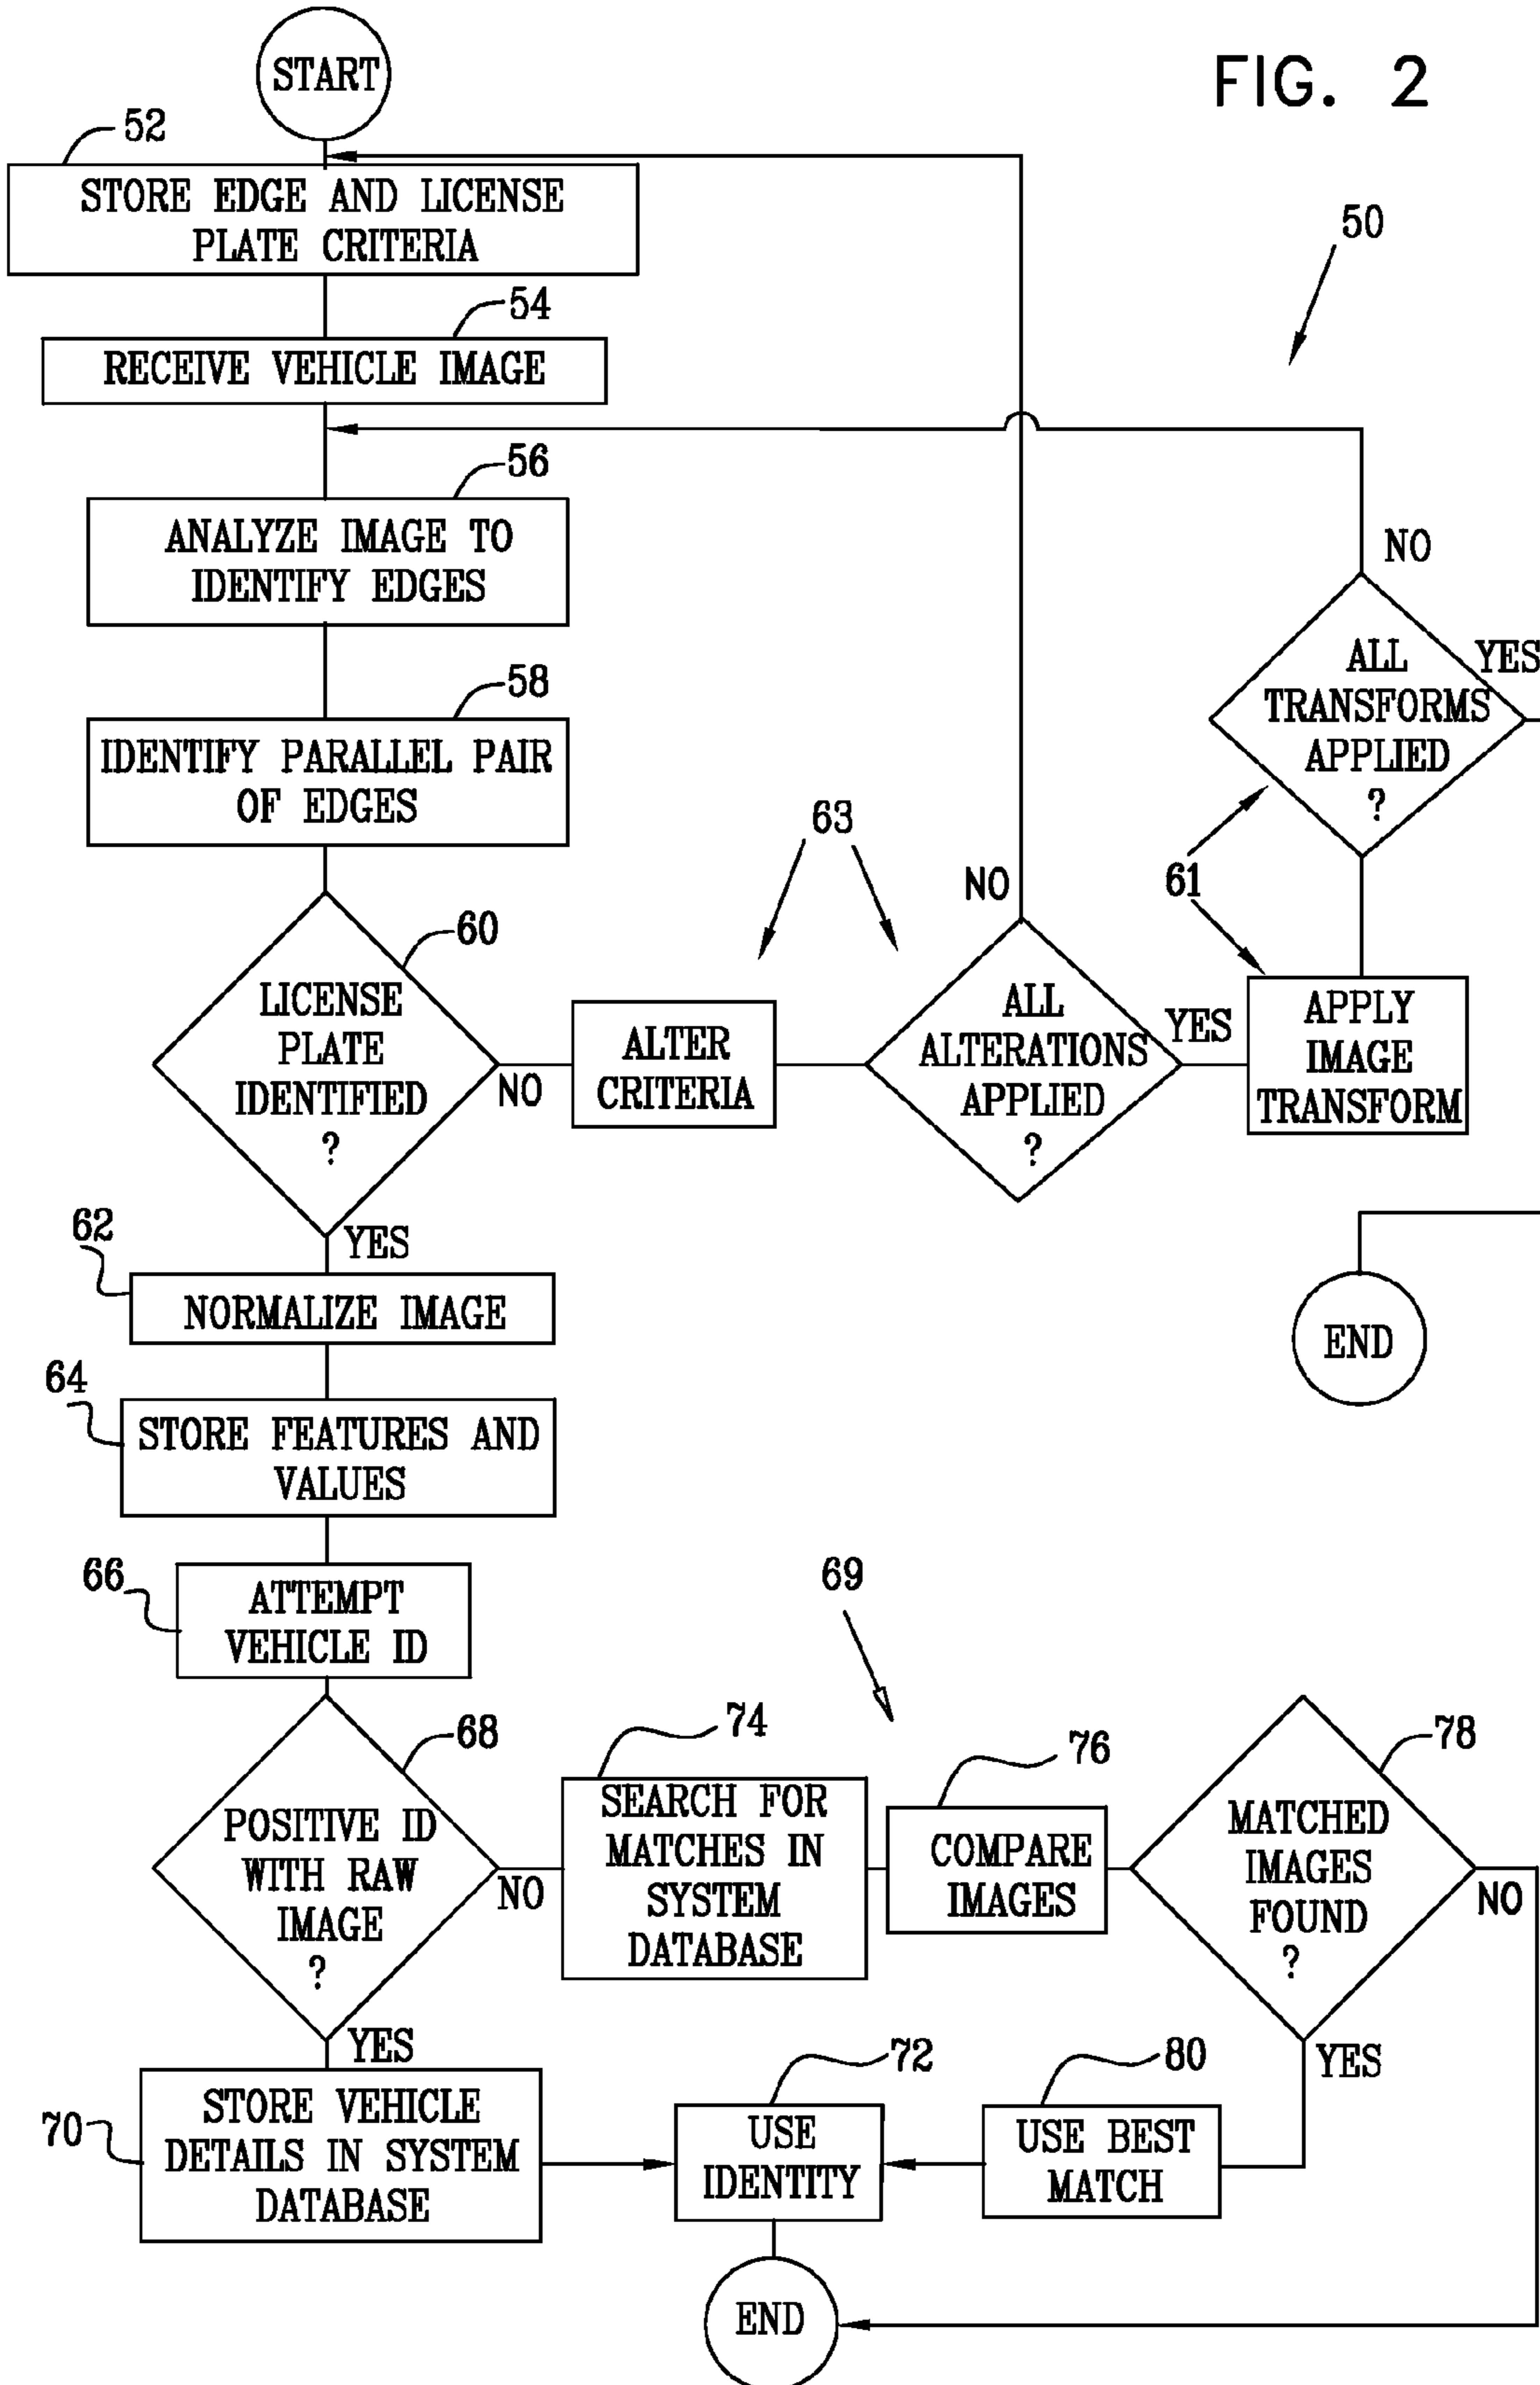 FIG. 2
START
52
STORE EDGE AND LICENSE
PLATE CRITERIA
50
54
RECEIVE VEHICLE IMAGE
56
ANALYZE IMAGE TO
IDENTIFY EDGES
58
IDENTIFY PARALLEL PAIR
OF EDGES
60
LICENSE
PLATE
IDENTIFIED
?
NO
63
ALTER
CRITERIA
NO
ALL
ALTERATIONS
APPLIED
?
YES
61
APPLY
IMAGE
TRANSFORM
NO
ALL
TRANSFORMS
APPLIED
?
YES
END
YES
62
NORMALIZE IMAGE
64
STORE FEATURES AND
VALUES
66
ATTEMPT
VEHICLE ID
68
POSITIVE ID
WITH RAW
IMAGE
?
NO
69
74
SEARCH FOR
MATCHES IN
SYSTEM
DATABASE
76
COMPARE
IMAGES
78
MATCHED
IMAGES
FOUND
?
NO
YES
YES
70
STORE VEHICLE
DETAILS IN SYSTEM
DATABASE
72
USE
IDENTITY
80
USE BEST
MATCH
END